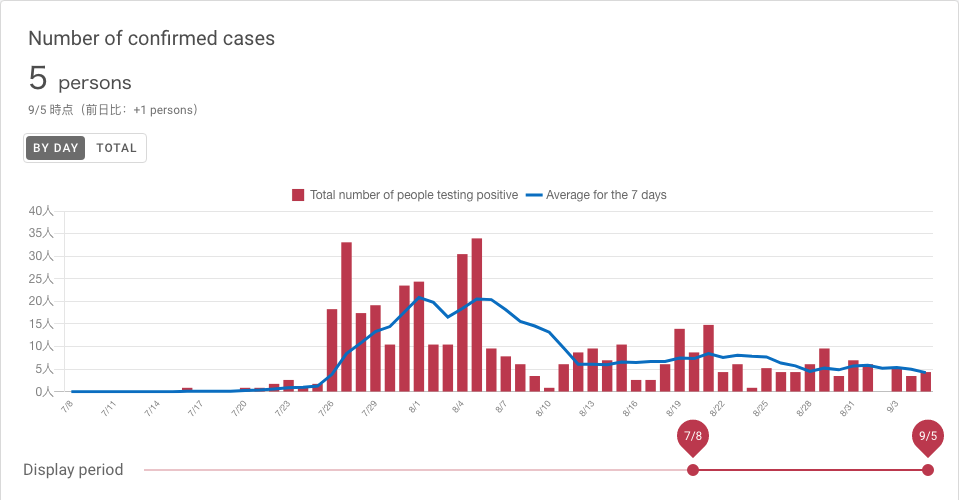 Number of confirmed cases
5 persons
9/5 時点（前日比：+1 persons）
BY DAY TOTAL
Total number of people testing positive Average for the 7 days
40人
35人
30人
25人
20人
15人
10人
5人
0人
7/8 7/11 7/14 7/17 7/20 7/23 7/26 7/29 8/1 8/4 8/7 8/10 8/13 8/16 8/19 8/22 8/25 8/28 8/31 9/3
7/8 9/5
Display period